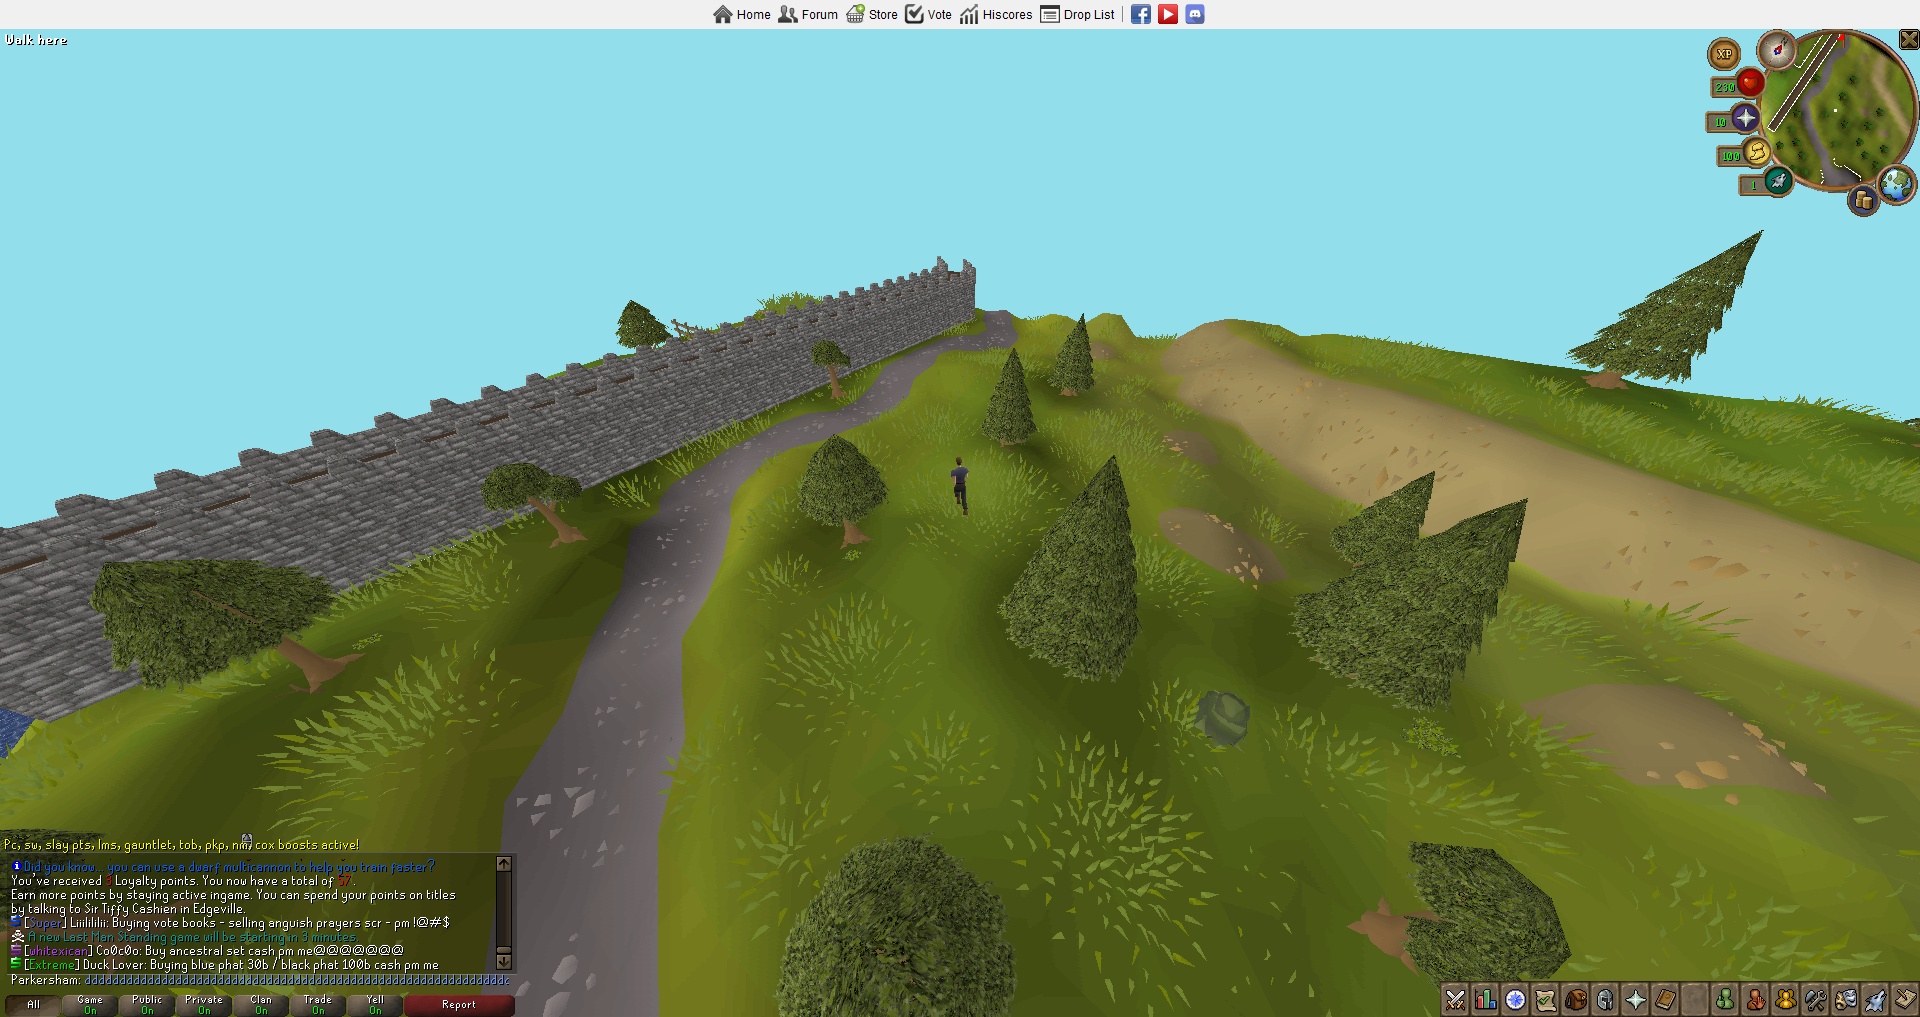 Home Forum Store Vote Hiscores Drop List
Walk here
XP
230
10
100
1
Pc, sw, slay pts, lms, gauntlet, tob, pkp, nm, cox boosts active!
Did you know... you can use a dwarf multicannon to help you train faster?
You've received 3 Loyalty points. You now have a total of 57.
Earn more points by staying active ingame. You can spend your points on titles
by talking to Sir Tiffy Cashien in Edgeville.
[Super] Liiililii: Buying vote books - selling anguish prayers scr - pm !@#$
A new Last Man Standing game will be starting in 3 minutes.
[whitexican] Co0c0o: Buy ancestral set cash pm me@@@@@@@
[Extreme] Duck Lover: Buying blue phat 30b / black phat 100b cash pm me
Parkersham:
All Game Public Private Clan Trade Yell Report
On On On On On On